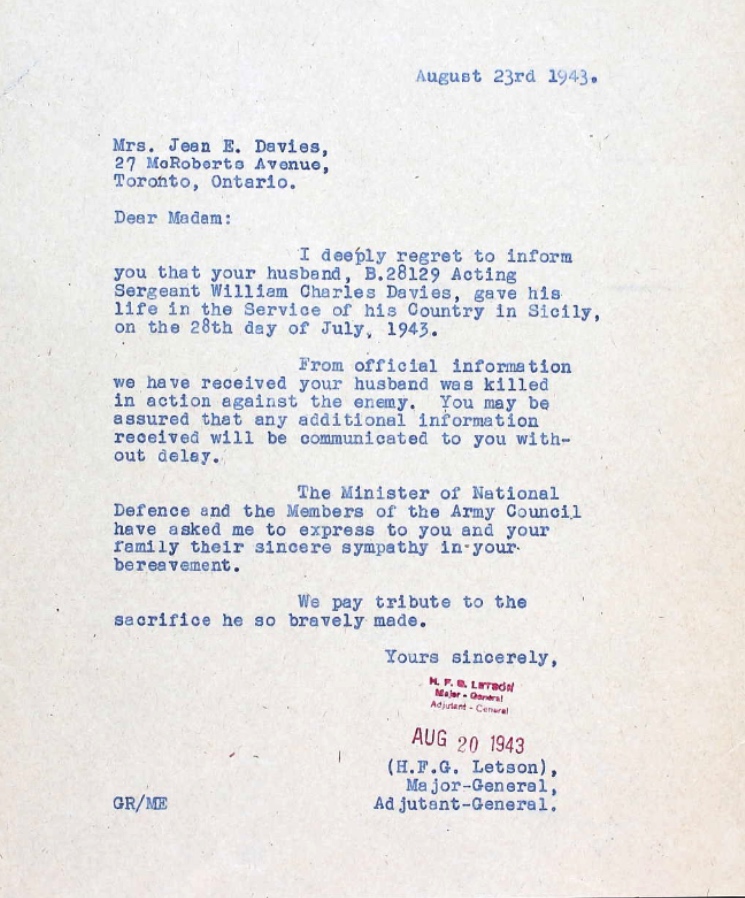 August 23rd 1943.
Mrs. Jean E. Davies,
27 McRoberts Avenue,
Toronto, Ontario.
Dear Madam:
I deeply regret to inform
you that your husband, B.28129 Acting
Sergeant William Charles Davies, gave his
life in the Service of his Country in Sicily,
on the 28th day of July, 1943.
From official information
we have received your husband was killed
in action against the enemy. You may be
assured that any additional information
received will be communicated to you with-
out delay.
The Minister of National
Defence and the Members of the Army Council
have asked me to express to you and your
family their sincere sympathy in your
bereavement.
We pay tribute to the
sacrifice he so bravely made.
Yours sincerely,
H. F. G. LETSON
Major - General
Adjutant - General
AUG 20 1943
(H.F.G. Letson),
Major-General,
Adjutant-General.
GR/ME